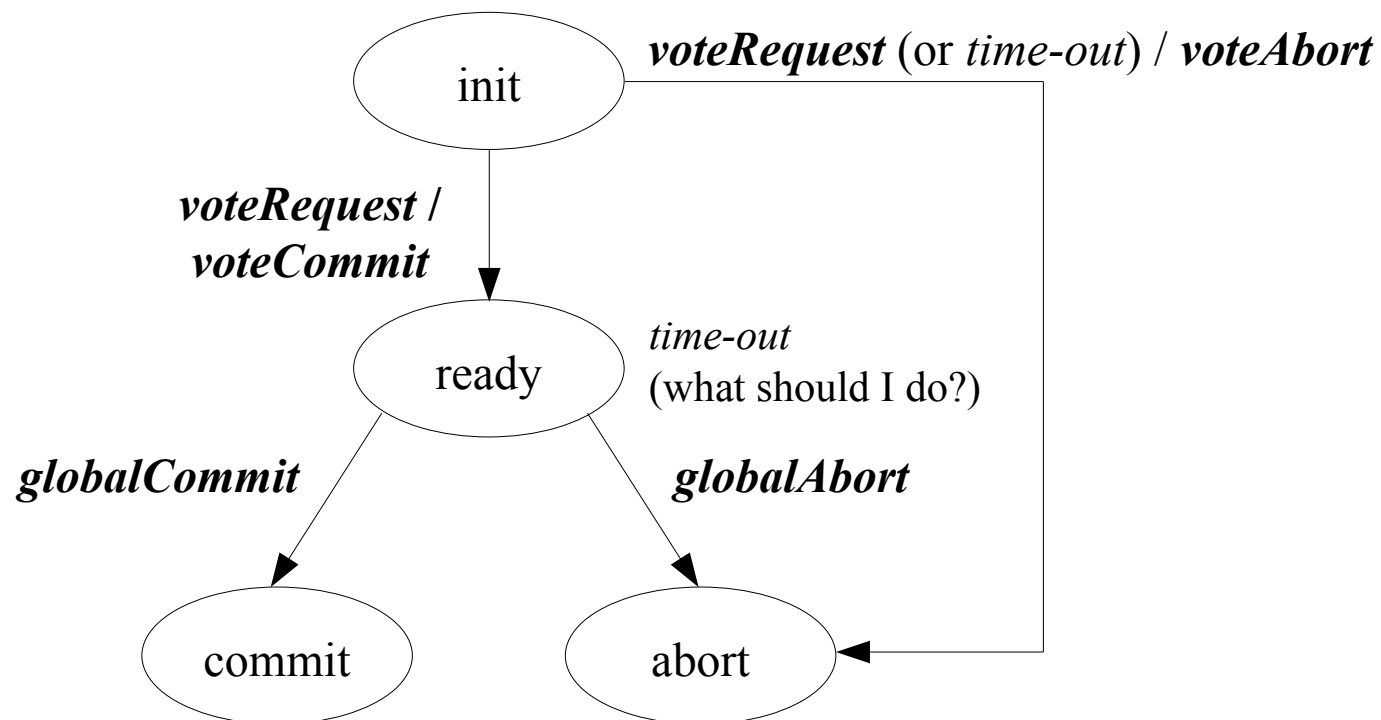 voteRequest (or time-out) / voteAbort
init
voteRequest /
voteCommit
time-out
(what should I do?)
ready
globalCommit
globalAbort
commit
abort